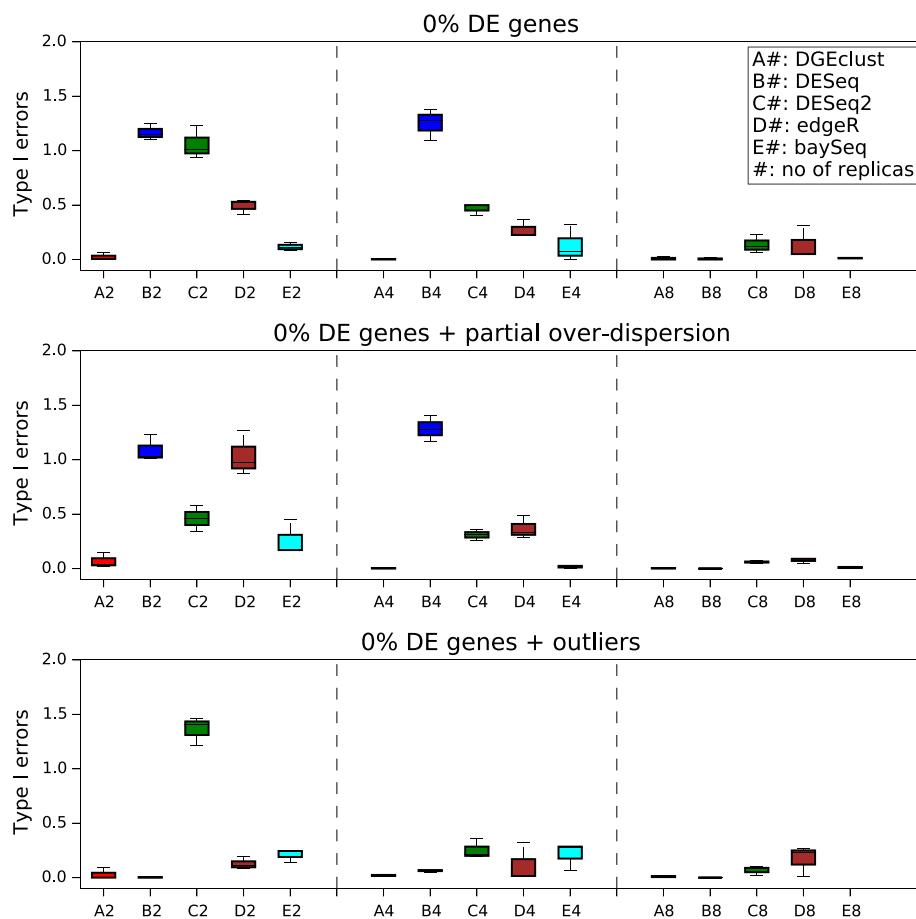 0% DE genes
2.0
1.5
1.0
0.5
0.0
Type I errors
A#: DGEclust
B#: DESeq
C#: DESeq2
D#: edgeR
E#: baySeq
#: no of replicas
A2 B2 C2 D2 E2 A4 B4 C4 D4 E4 A8 B8 C8 D8 E8
0% DE genes + partial over-dispersion
2.0
1.5
1.0
0.5
0.0
Type I errors
A2 B2 C2 D2 E2 A4 B4 C4 D4 E4 A8 B8 C8 D8 E8
0% DE genes + outliers
2.0
1.5
1.0
0.5
0.0
Type I errors
A2 B2 C2 D2 E2 A4 B4 C4 D4 E4 A8 B8 C8 D8 E8